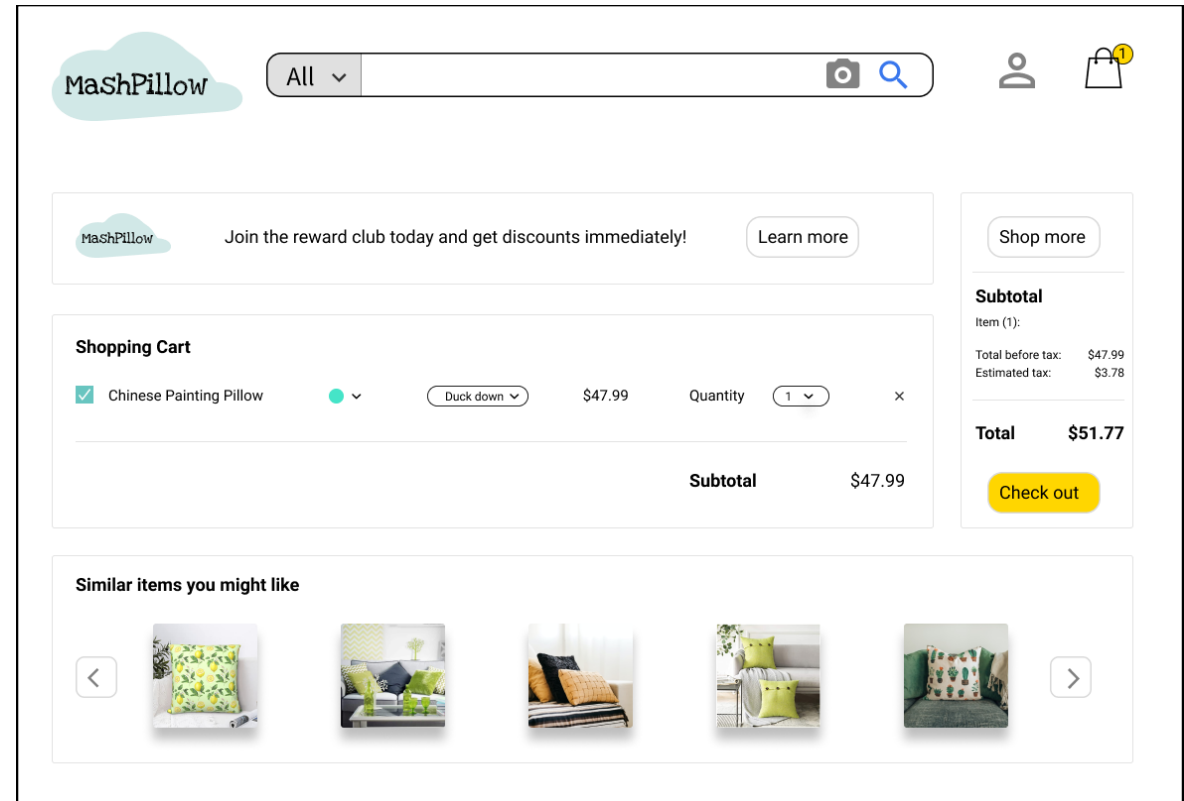 MashPillow
All
1
MashPillow
Join the reward club today and get discounts immediately!
Learn more
Shop more
Subtotal
Item (1):
Total before tax: $47.99
Estimated tax: $3.78
Total $51.77
Check out
Shopping Cart
Chinese Painting Pillow Duck down $47.99 Quantity 1 ×
Subtotal $47.99
Similar items you might like